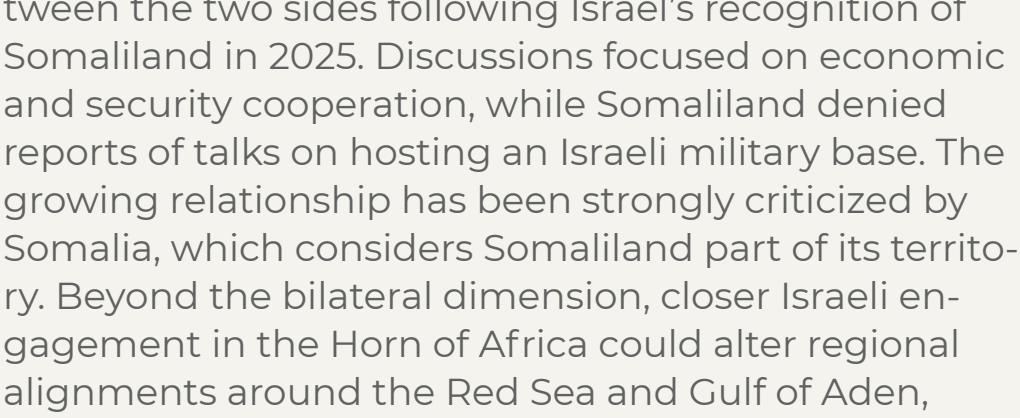 tween the two sides following Israel's recognition of
Somaliland in 2025. Discussions focused on economic
and security cooperation, while Somaliland denied
reports of talks on hosting an Israeli military base. The
growing relationship has been strongly criticized by
Somalia, which considers Somaliland part of its territo-
ry. Beyond the bilateral dimension, closer Israeli en-
gagement in the Horn of Africa could alter regional
alignments around the Red Sea and Gulf of Aden,